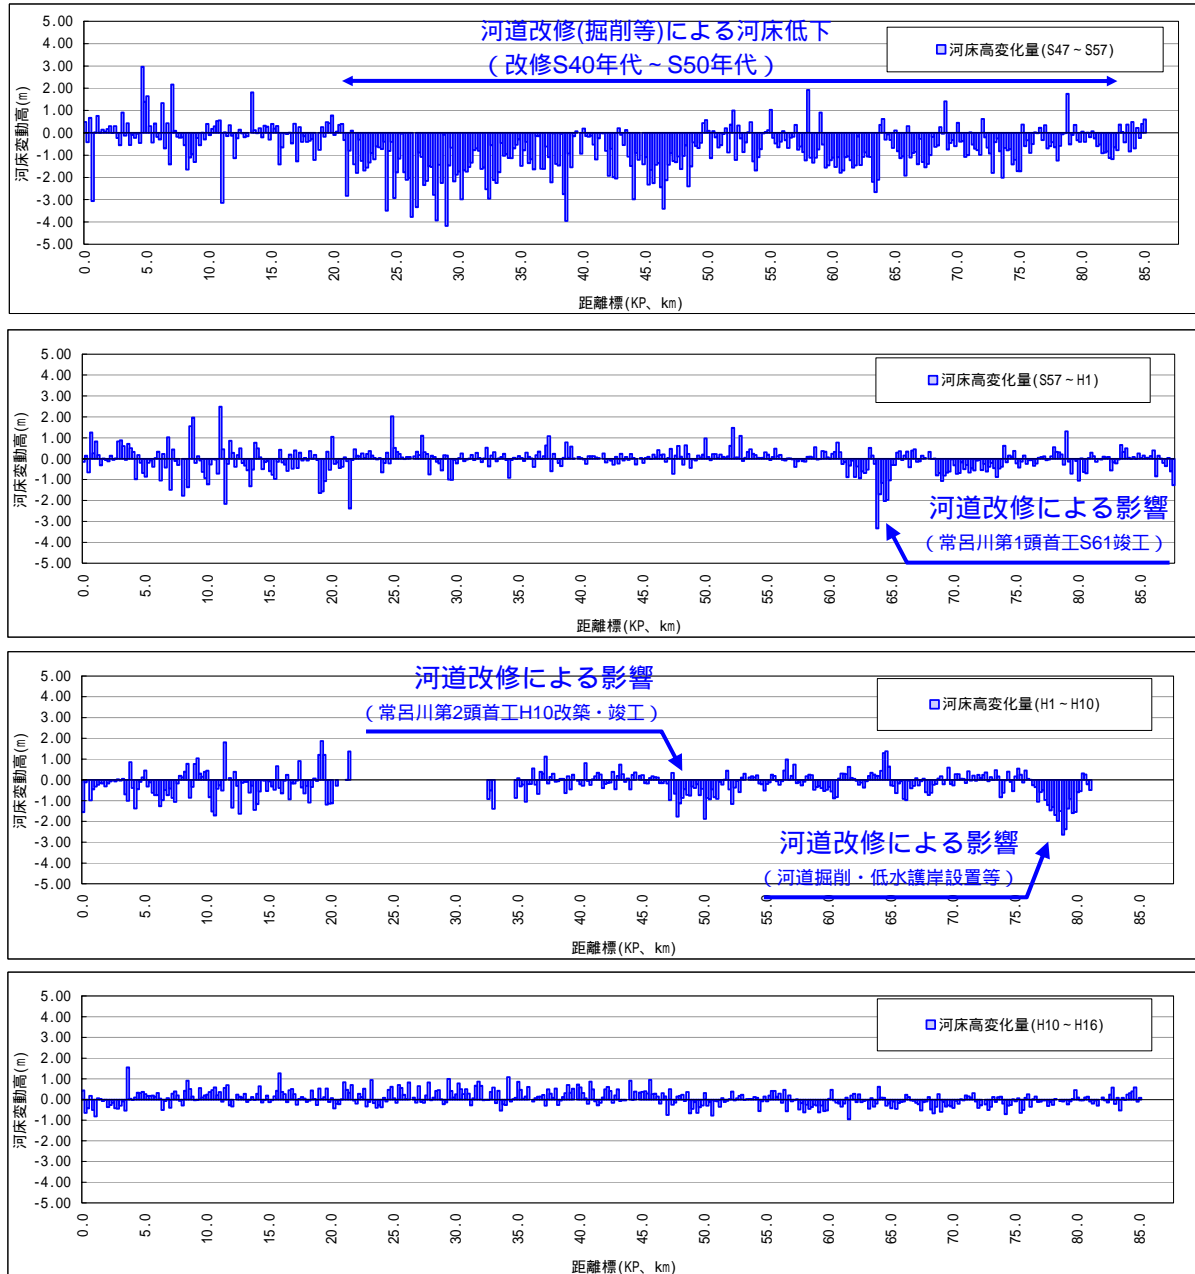 河道改修(掘削等)による河床低下
(改修S40年代~S50年代)
河床高変化量(S47~S57)
河床変動高(m)
5.00
4.00
3.00
2.00
1.00
0.00
-1.00
-2.00
-3.00
-4.00
-5.00
0.0 5.0 10.0 15.0 20.0 25.0 30.0 35.0 40.0 45.0 50.0 55.0 60.0 65.0 70.0 75.0 80.0 85.0
距離標(KP、km)
河床高変化量(S57~H1)
河床変動高(m)
5.00
4.00
3.00
2.00
1.00
0.00
-1.00
-2.00
-3.00
-4.00
-5.00
河道改修による影響
(常呂川第1頭首工S61竣工)
0.0 5.0 10.0 15.0 20.0 25.0 30.0 35.0 40.0 45.0 50.0 55.0 60.0 65.0 70.0 75.0 80.0 85.0
距離標(KP、km)
河道改修による影響
(常呂川第2頭首工H10改築・竣工)
河床高変化量(H1~H10)
河床変動高(m)
5.00
4.00
3.00
2.00
1.00
0.00
-1.00
-2.00
-3.00
-4.00
-5.00
河道改修による影響
(河道掘削・低水護岸設置等)
0.0 5.0 10.0 15.0 20.0 25.0 30.0 35.0 40.0 45.0 50.0 55.0 60.0 65.0 70.0 75.0 80.0 85.0
距離標(KP、km)
河床高変化量(H10~H16)
河床変動高(m)
5.00
4.00
3.00
2.00
1.00
0.00
-1.00
-2.00
-3.00
-4.00
-5.00
0.0 5.0 10.0 15.0 20.0 25.0 30.0 35.0 40.0 45.0 50.0 55.0 60.0 65.0 70.0 75.0 80.0 85.0
距離標(KP、km)